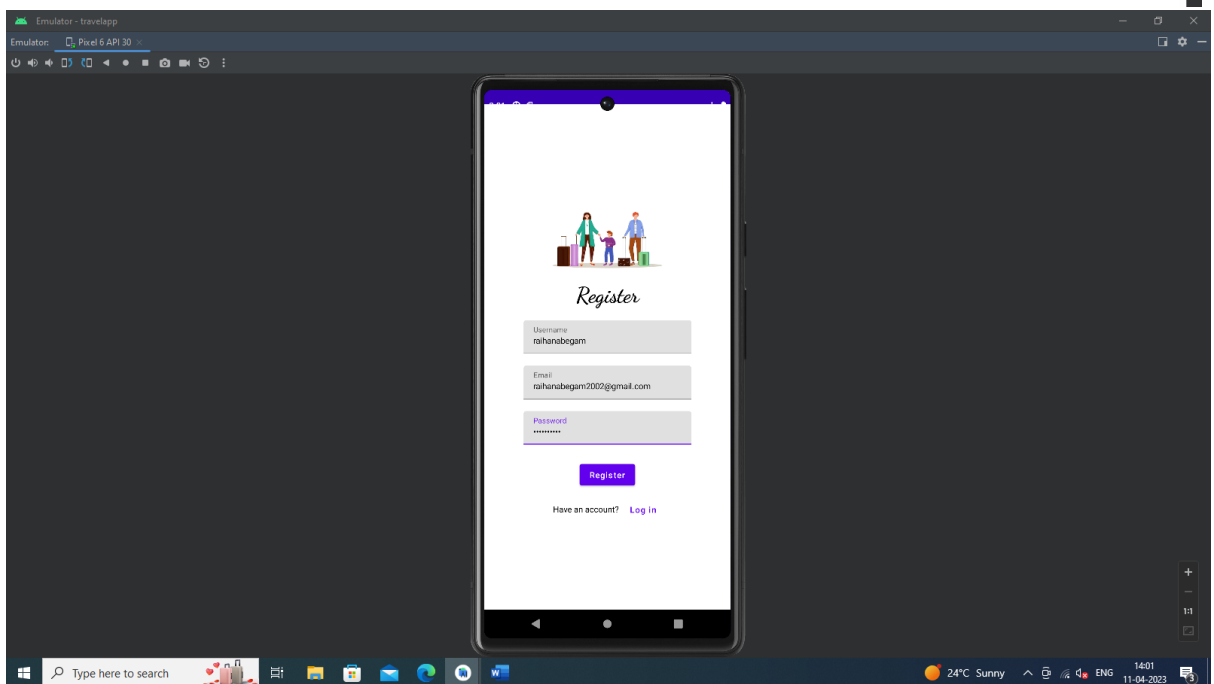 Emulator - travelapp
Emulator: Pixel 6 API 30
Register
Username
raihanabegam
Email
raihanabegam2002@gmail.com
Password
••••••••••
Register
Have an account? Log in
1:1
Type here to search
24°C Sunny
ENG
14:01
11-04-2023
3